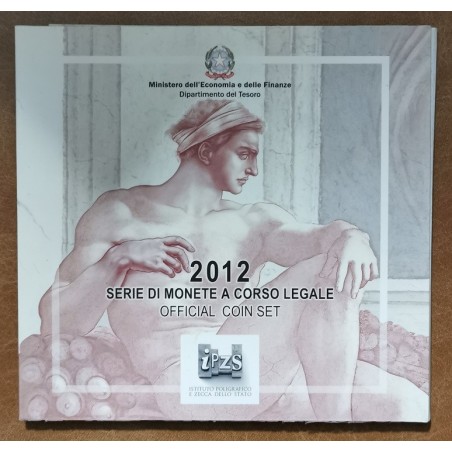 Ministero dell'Economia e delle Finanze
Dipartimento del Tesoro
2012
SERIE DI MONETE A CORSO LEGALE
OFFICIAL COIN SET
iPZS
ISTITUTO POLIGRAFICO
E ZECCA DELLO STATO